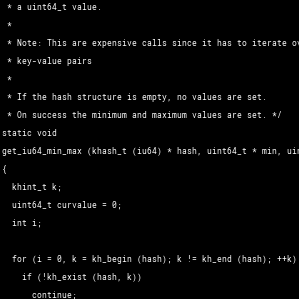 * a uint64_t value.
*
* Note: This are expensive calls since it has to iterate
* key-value pairs
*
* If the hash structure is empty, no values are set.
* On success the minimum and maximum values are set. */
static void
get_iu64_min_max (khash_t (iu64) * hash, uint64_t * min,
{
khint_t k;
uint64_t curvalue = 0;
int i;
for (i = 0, k = kh_begin (hash); k != kh_end (hash); ++k)
if (!kh_exist (hash, k))
continue;